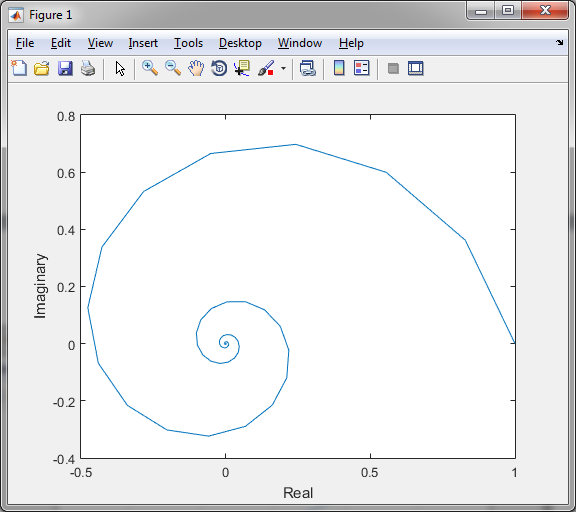 Figure 1
File Edit View Insert Tools Desktop Window Help
0.8
0.6
0.4
0.2
0
-0.2
-0.4
Imaginary
-0.5 0 0.5 1
Real